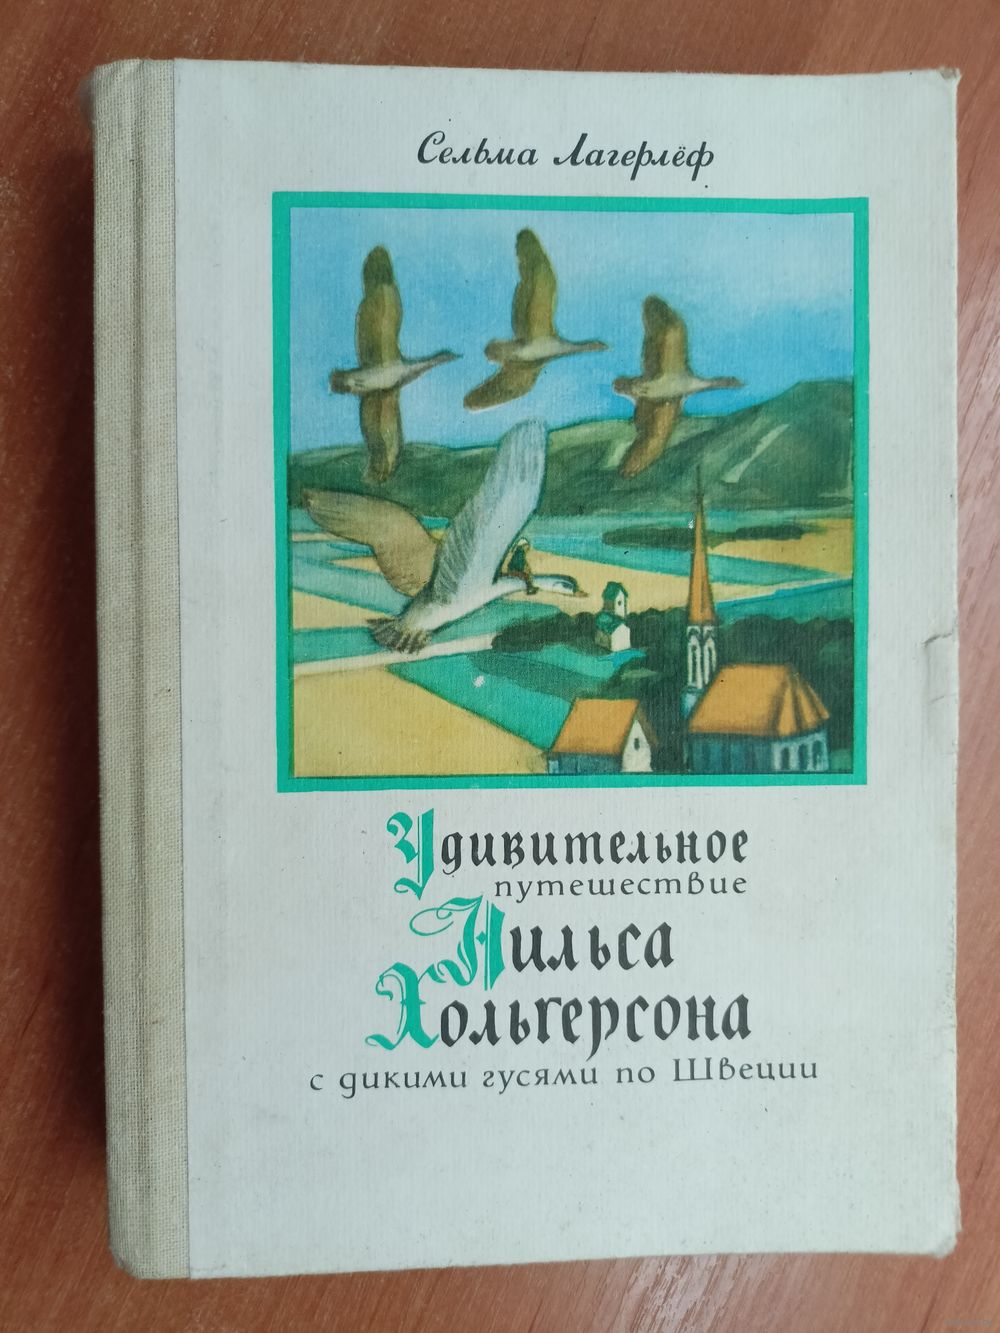 Сельма Лагерлёф
Удивительное
путешествие
Нильса
Хольгерсона
с дикими гусями по Швеции